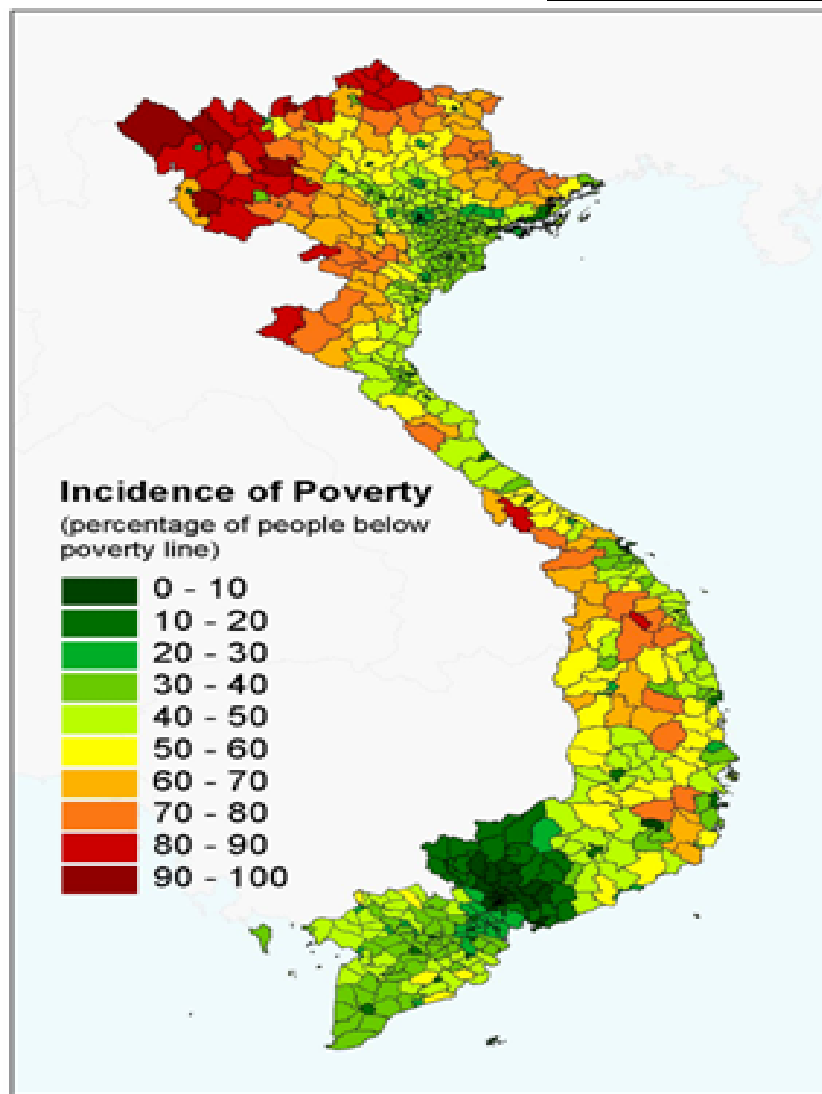 Incidence of Poverty
(percentage of people below
poverty line)
0 - 10
10 - 20
20 - 30
30 - 40
40 - 50
50 - 60
60 - 70
70 - 80
80 - 90
90 - 100